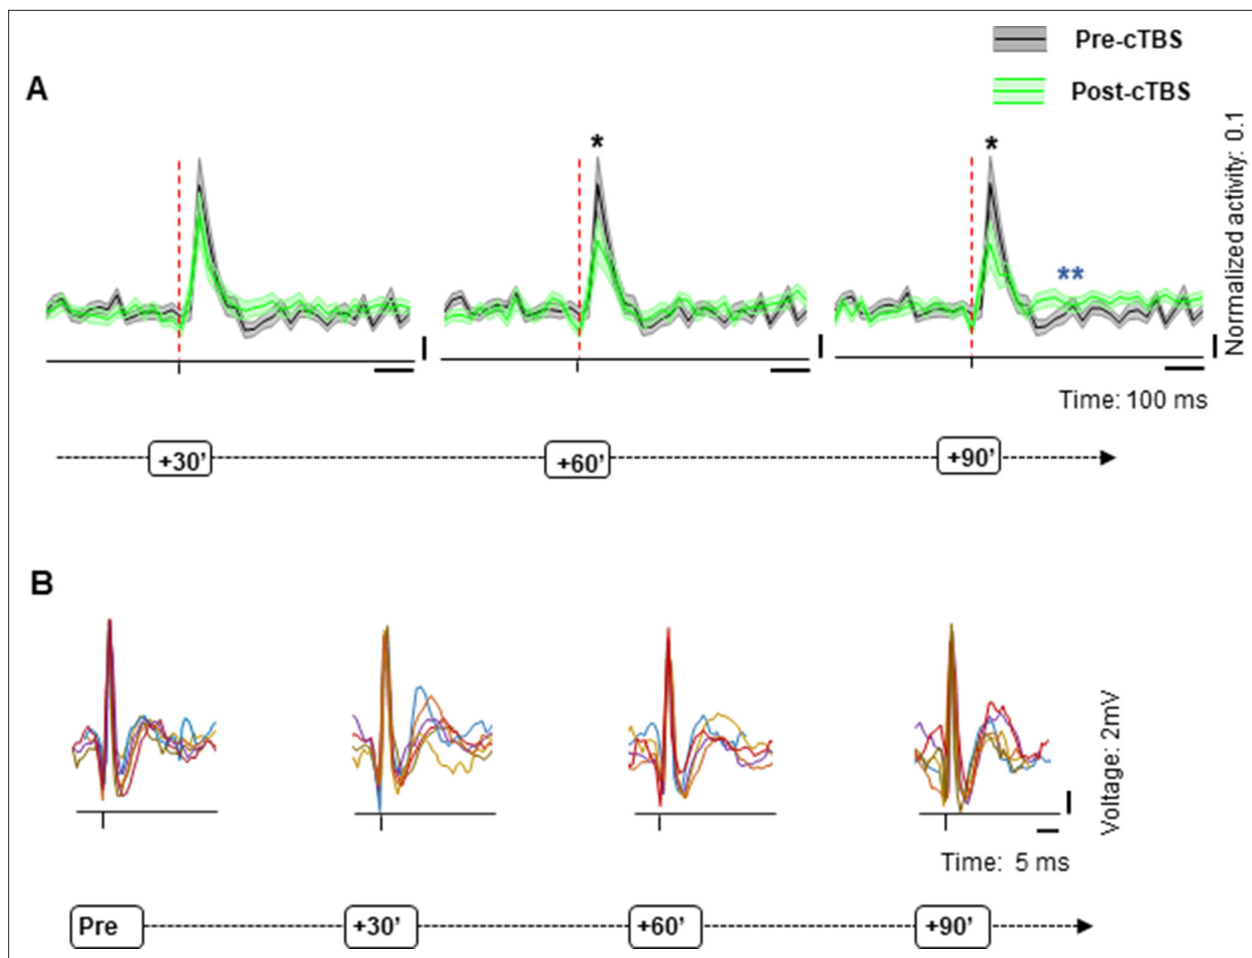 Pre-cTBS
Post-cTBS
A
*
*
**
Normalized activity: 0.1
Time: 100 ms
+30’
+60’
+90’
B
Voltage: 2mV
Time: 5 ms
Pre
+30’
+60’
+90’